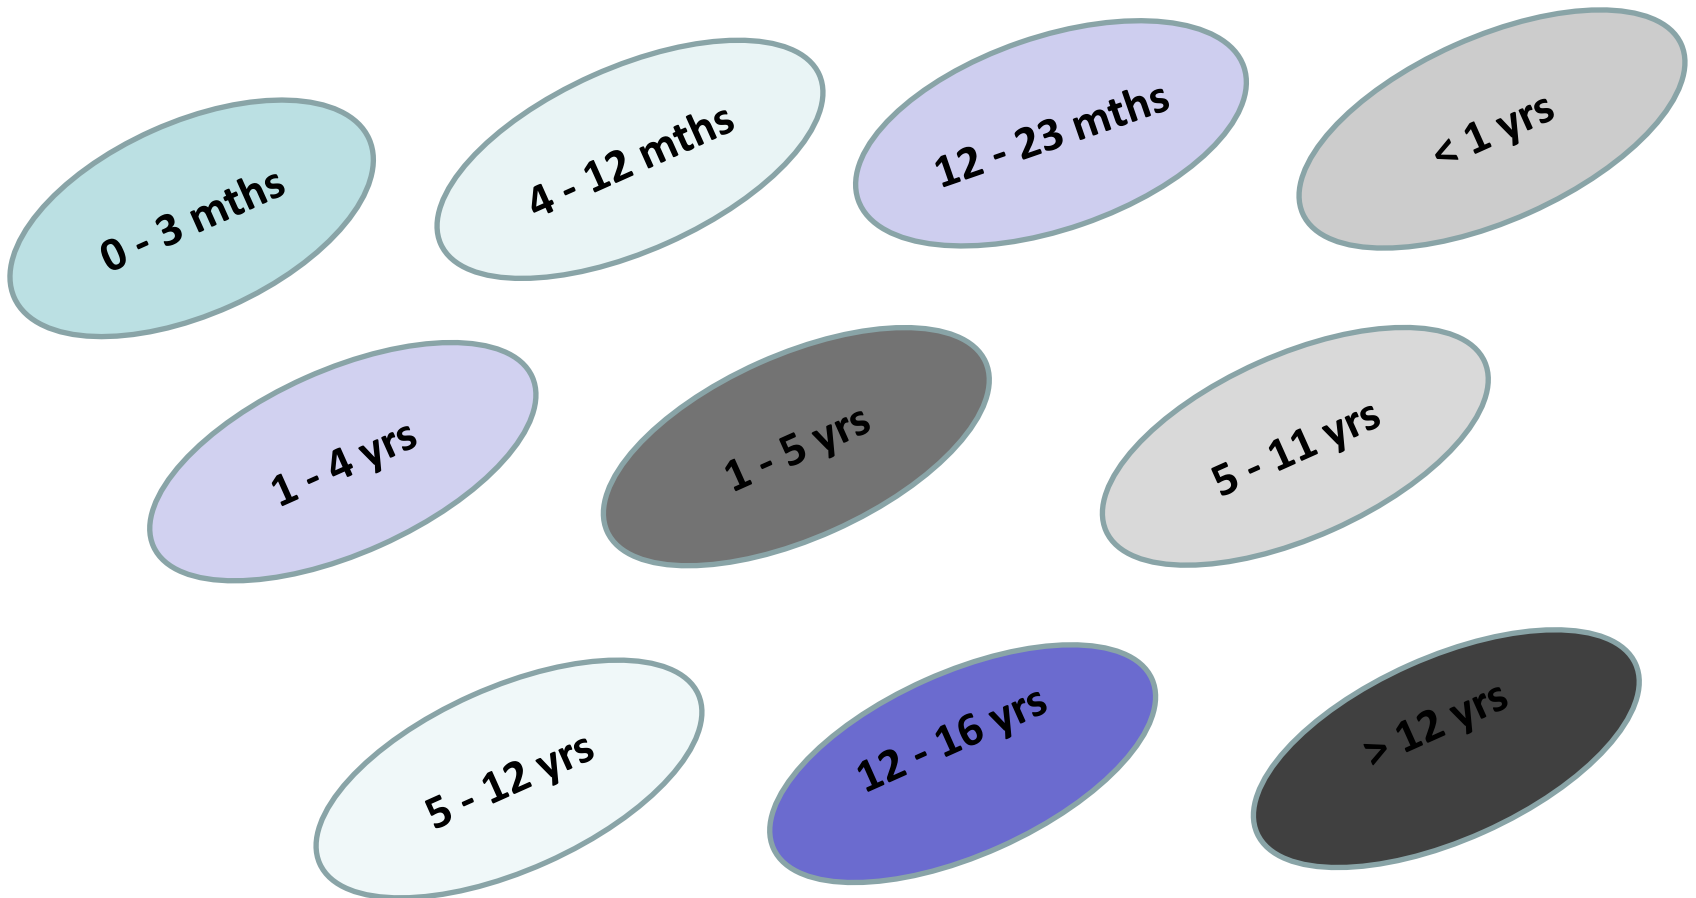 0 - 3 mths
4 - 12 mths
12 - 23 mths
< 1 yrs
1 - 4 yrs
1 - 5 yrs
5 - 11 yrs
5 - 12 yrs
12 - 16 yrs
> 12 yrs